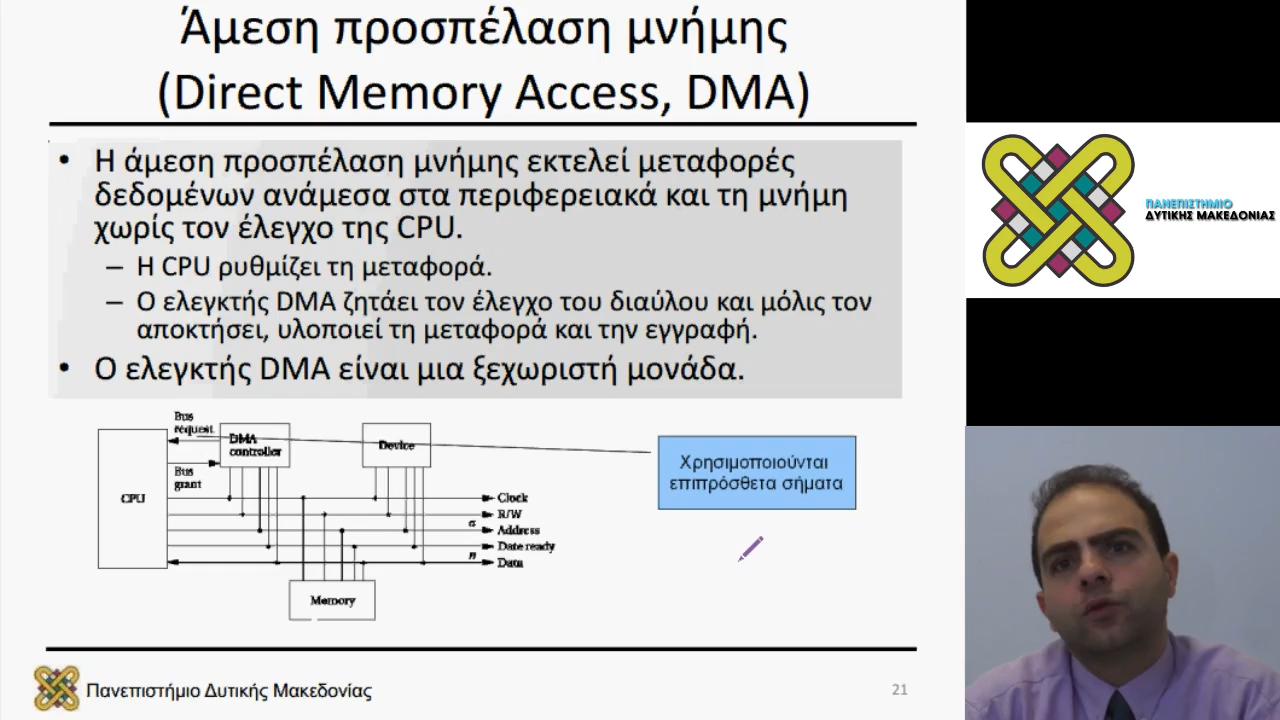 Άμεση προσπέλαση μνήμης
(Direct Memory Access, DMA)
• Η άμεση προσπέλαση μνήμης εκτελεί μεταφορές
δεδομένων ανάμεσα στα περιφερειακά και τη μνήμη
χωρίς τον έλεγχο της CPU.
– Η CPU ρυθμίζει τη μεταφορά.
– Ο ελεγκτής DMA ζητάει τον έλεγχο του διαύλου και μόλις τον
αποκτήσει, υλοποιεί τη μεταφορά και την εγγραφή.
• Ο ελεγκτής DMA είναι μια ξεχωριστή μονάδα.
Bus
request
DMA
controller
Device
Bus
grant
CPU
Clock
R/W
a
Address
Date ready
n
Data
Memory
Χρησιμοποιούνται
επιπρόσθετα σήματα
Πανεπιστήμιο Δυτικής Μακεδονίας
21
ΠΑΝΕΠΙΣΤΗΜΙΟ
ΔΥΤΙΚΗΣ ΜΑΚΕΔΟΝΙΑΣ